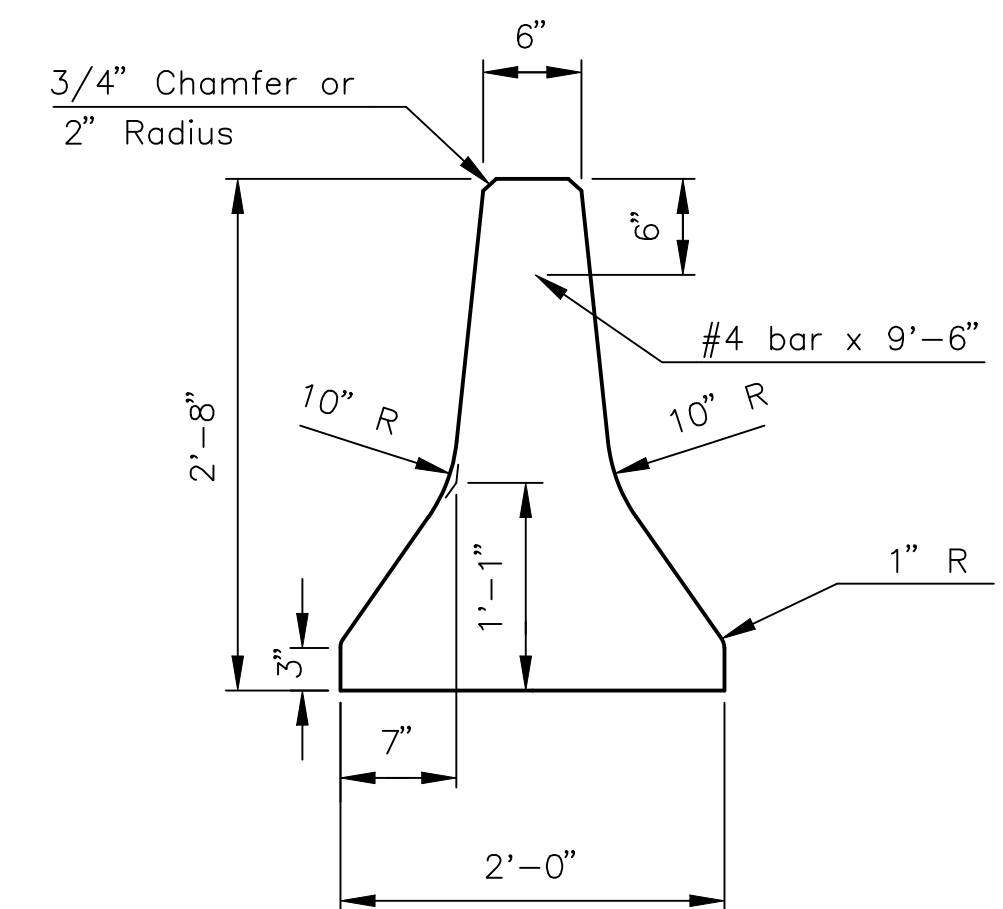 6”
3/4” Chamfer or
2” Radius
6”
#4 bar x 9’-6”
10” R
10” R
2’-8”
1’-1”
1” R
3”
7”
2’-0”